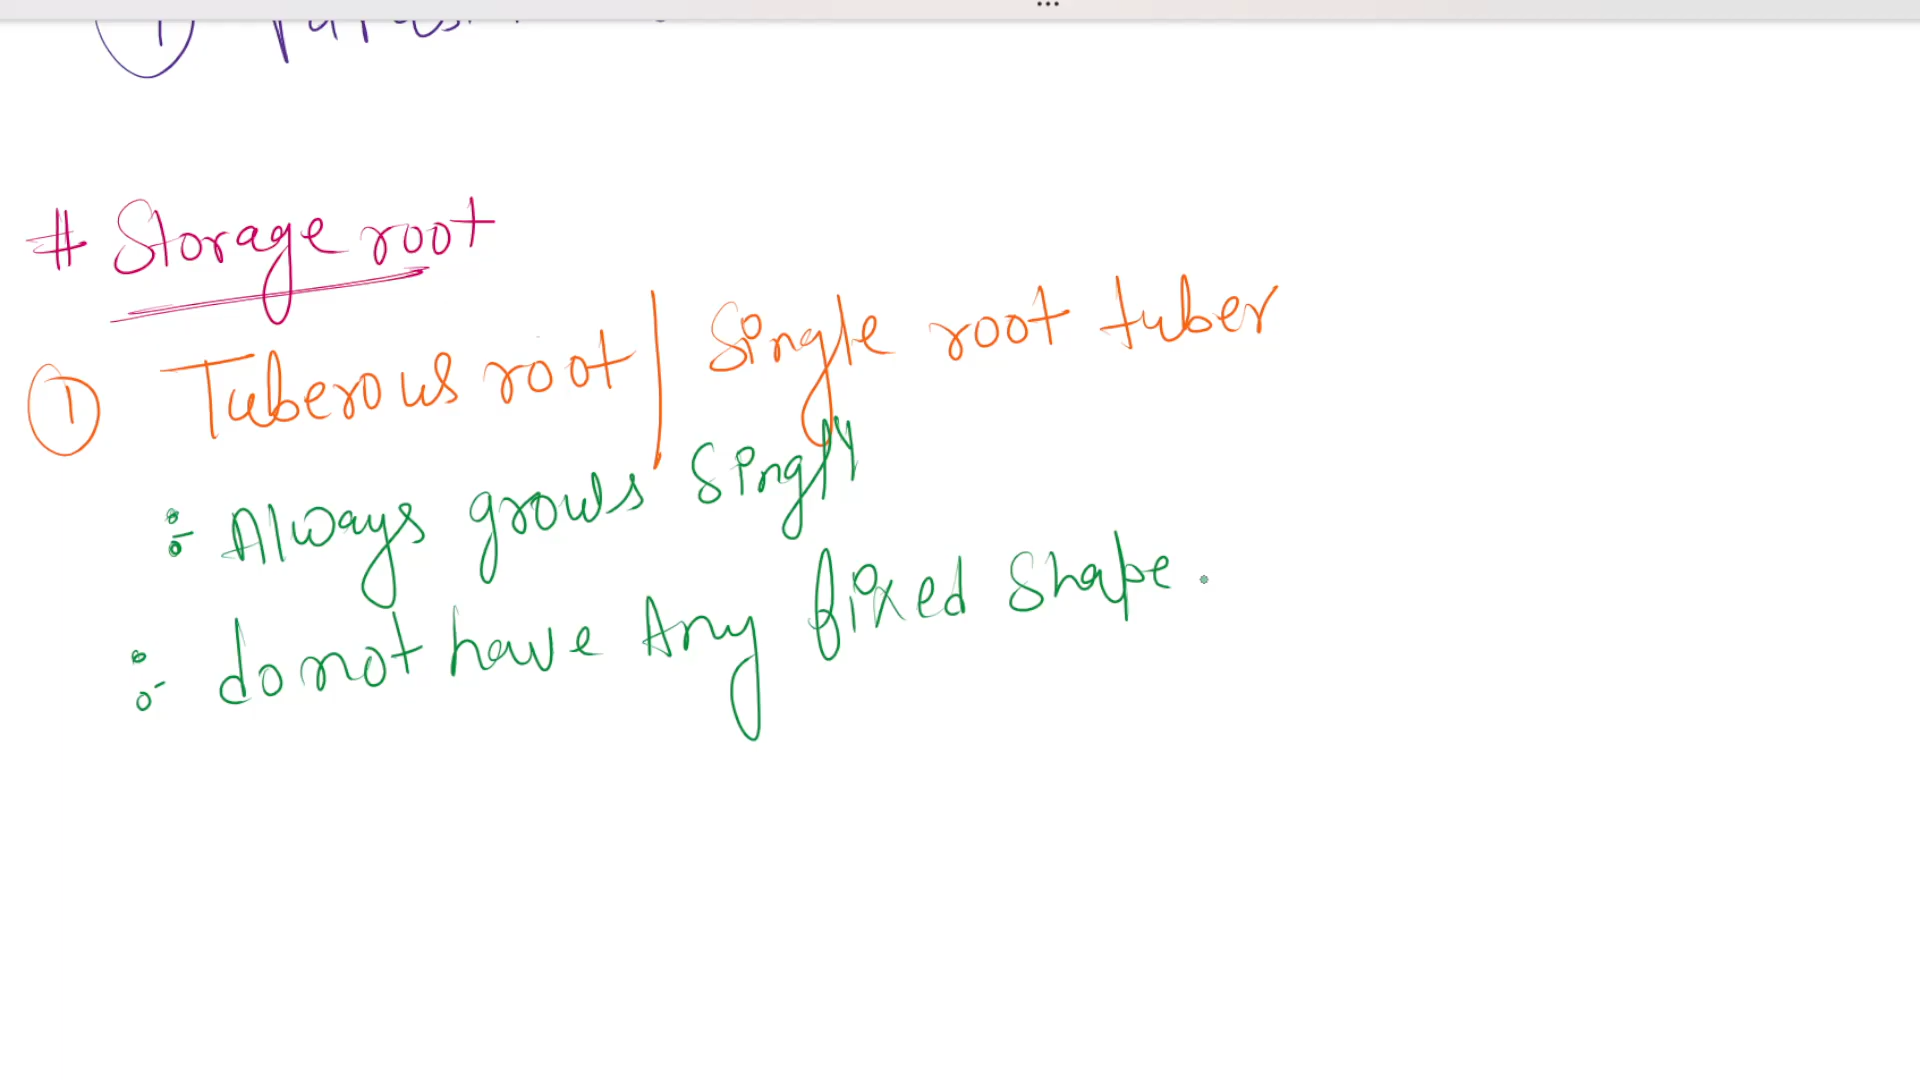 # Storage root
① Tuberous root / Single root tuber
Always grows singly
do not have Any fixed shape.